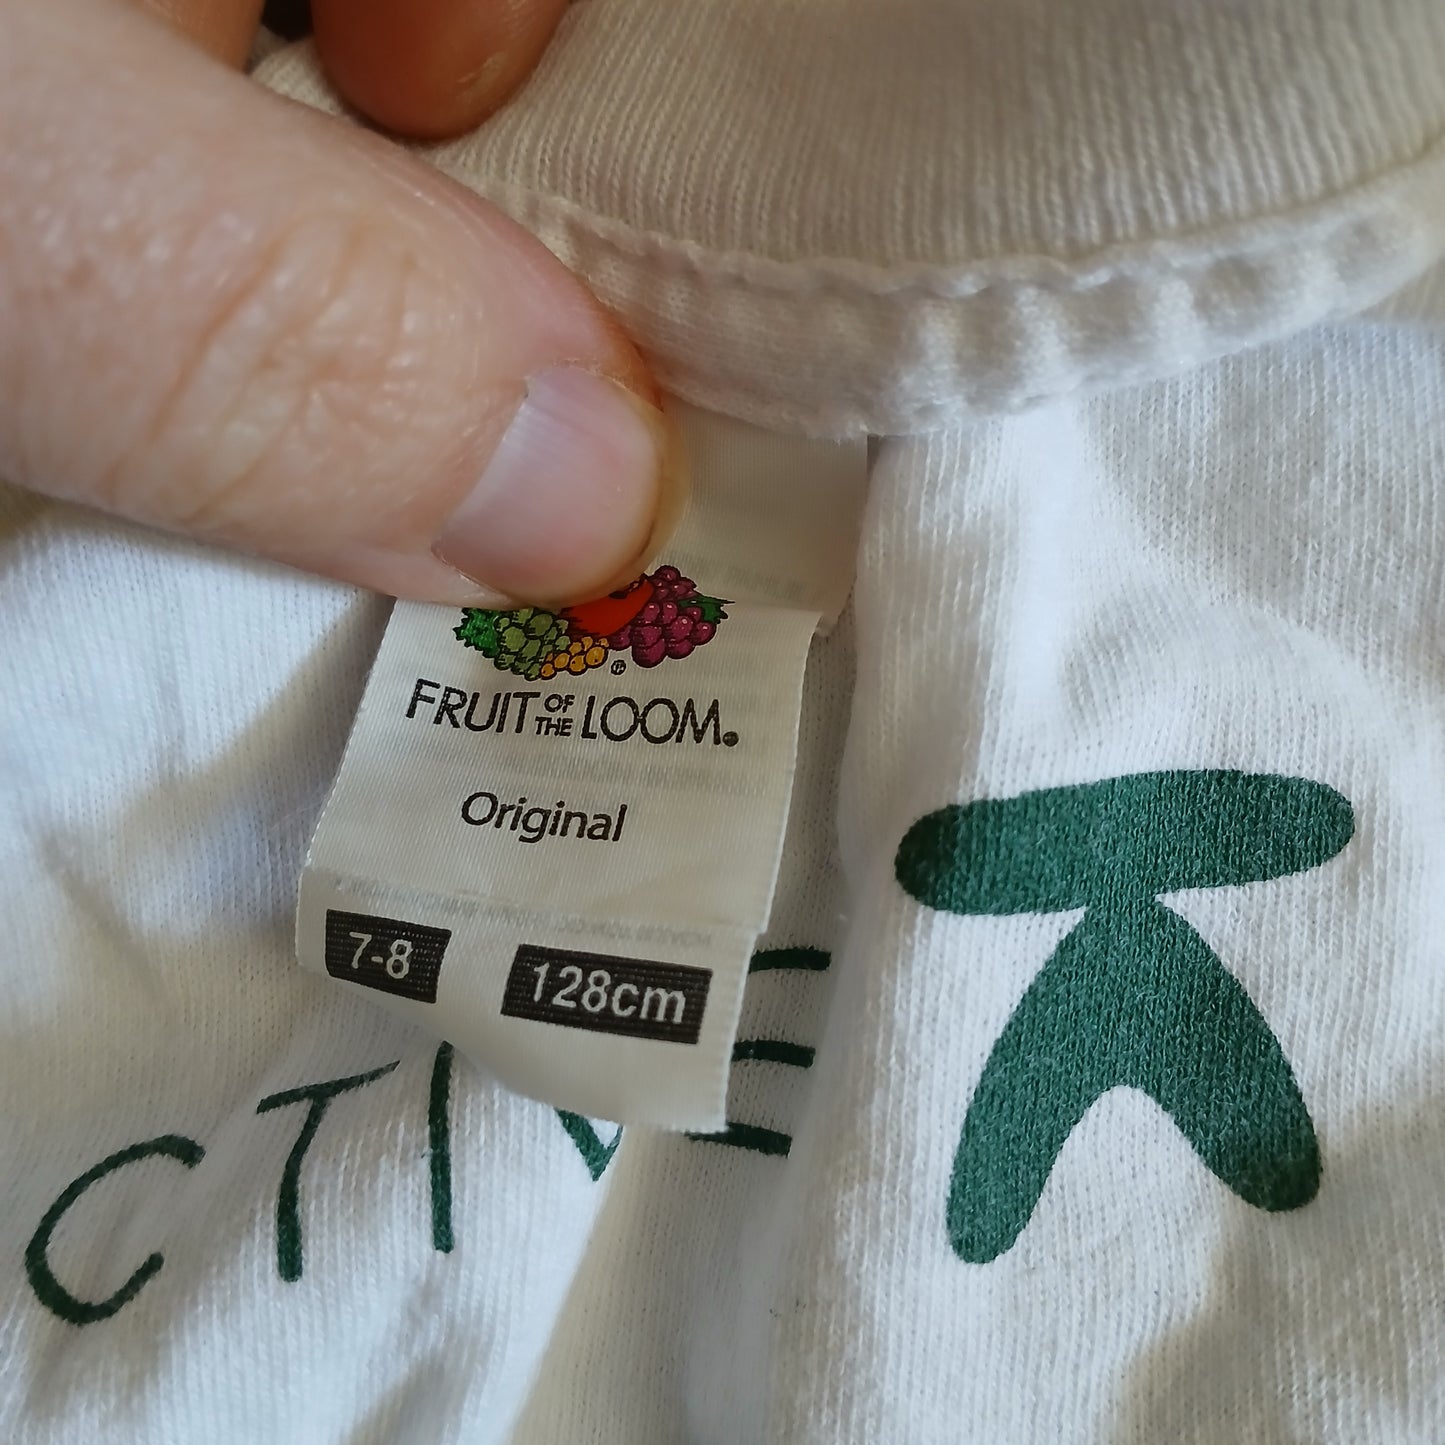 FRUIT OF THE LOOM®
Original
7-8 128cm
CTIVE